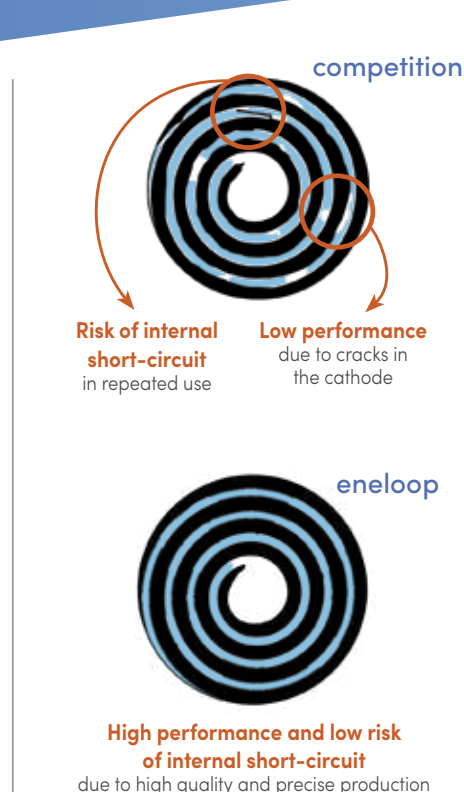 competition
Risk of internal
short-circuit
in repeated use
Low performance
due to cracks in
the cathode
eneloop
High performance and low risk
of internal short-circuit
due to high quality and precise production